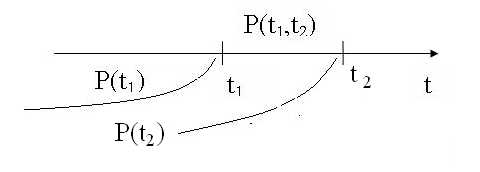 P(t₁,t₂)
P(t₁)
t₁
t₂
t
P(t₂)